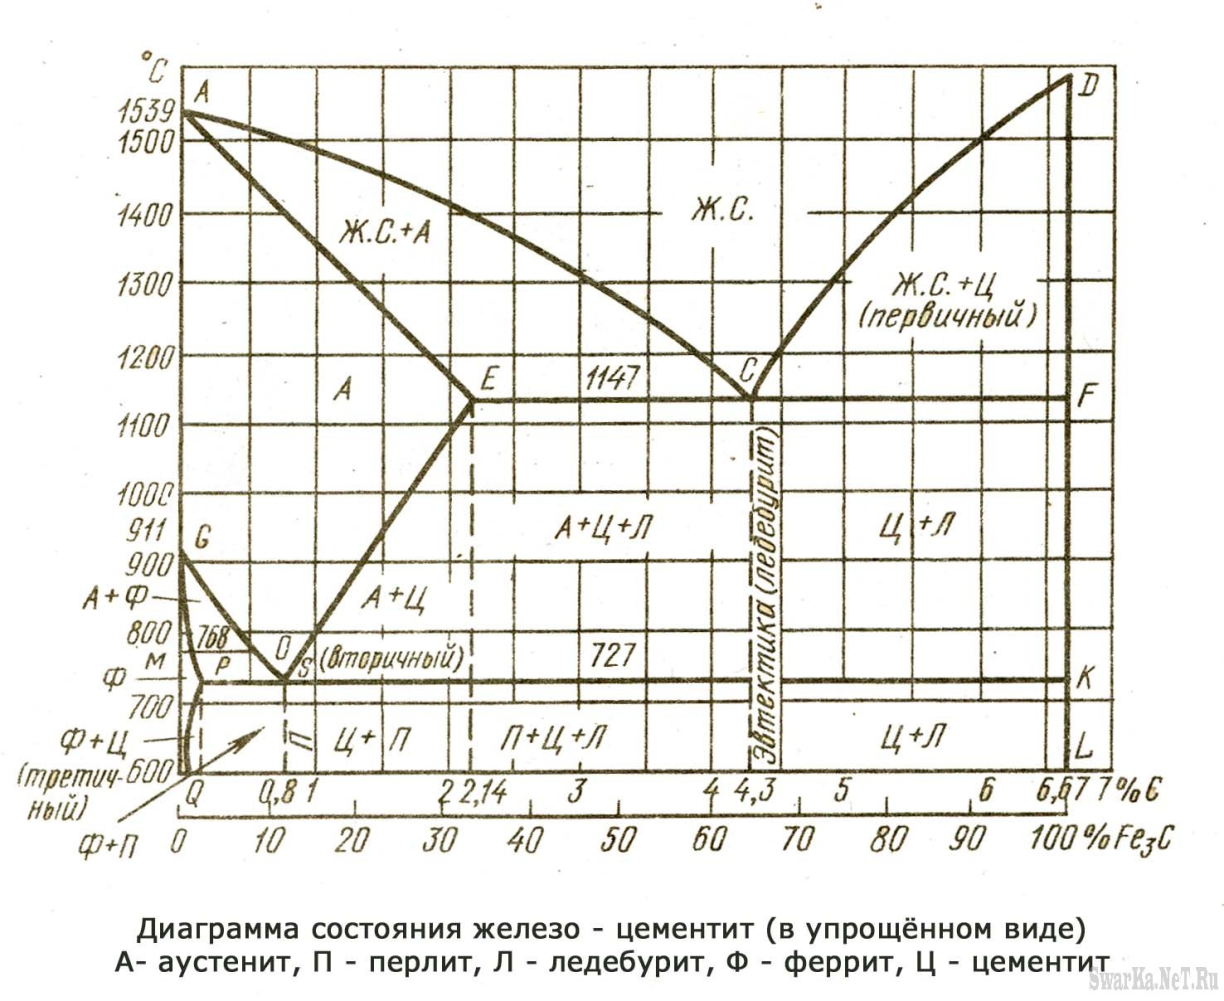 °C
A
D
1539
1500
1400
Ж.С.+А
Ж.С.
1300
Ж.С.+Ц
(первичный)
1200
E
1147
C
А
F
1100
1000
911
G
А+Ц+Л
Ц+Л
Эвтектика (ледебурит)
900
А+Ф
А+Ц
800
768
O
М
P
S
(вторичный)
727
Ф
K
700
Ф+Ц
П
Ц+П
П+Ц+Л
Ц+Л
L
(третич-
600
ный)
Q
0,8
1
2
2,14
3
4
4,3
5
6
6,67
7
%C
Ф+П
0
10
20
30
40
50
60
70
80
90
100
%Fe₃C
Диаграмма состояния железо - цементит (в упрощённом виде)
А- аустенит, П - перлит, Л - ледебурит, Ф - феррит, Ц - цементит
SwarKa.NeT.Ru